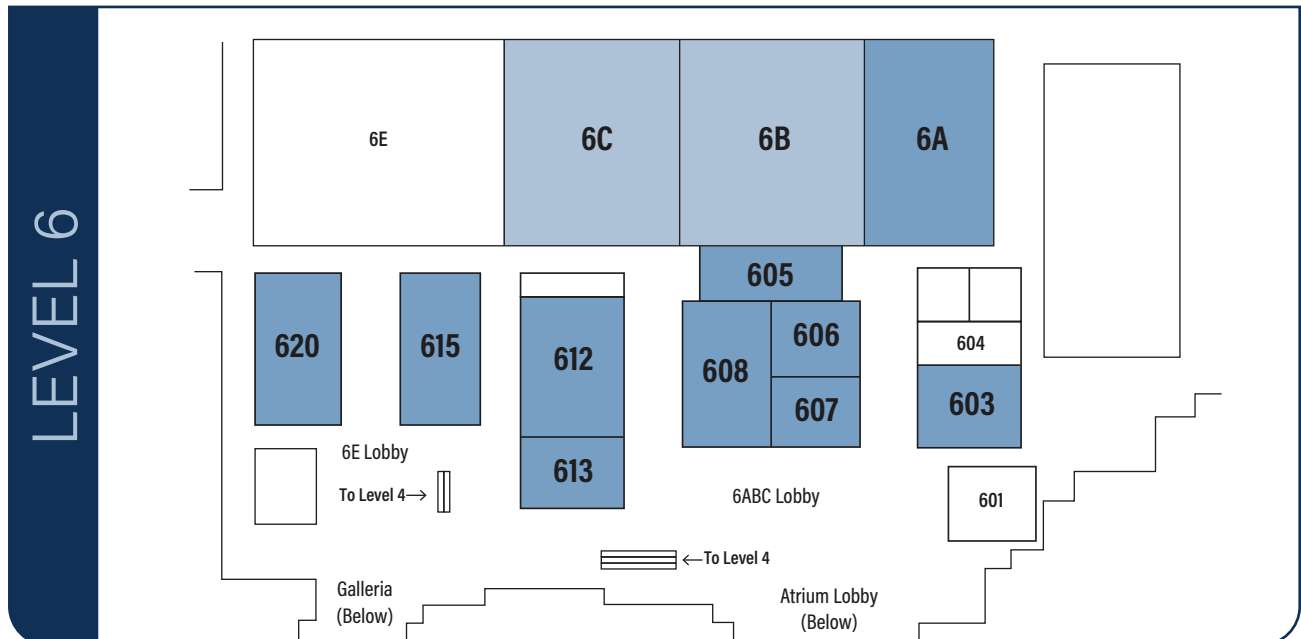 LEVEL 6
6E
6C
6B
6A
605
620
615
612
608
606
604
607
603
6E Lobby
613
To Level 4
6ABC Lobby
601
To Level 4
Galleria
(Below)
Atrium Lobby
(Below)